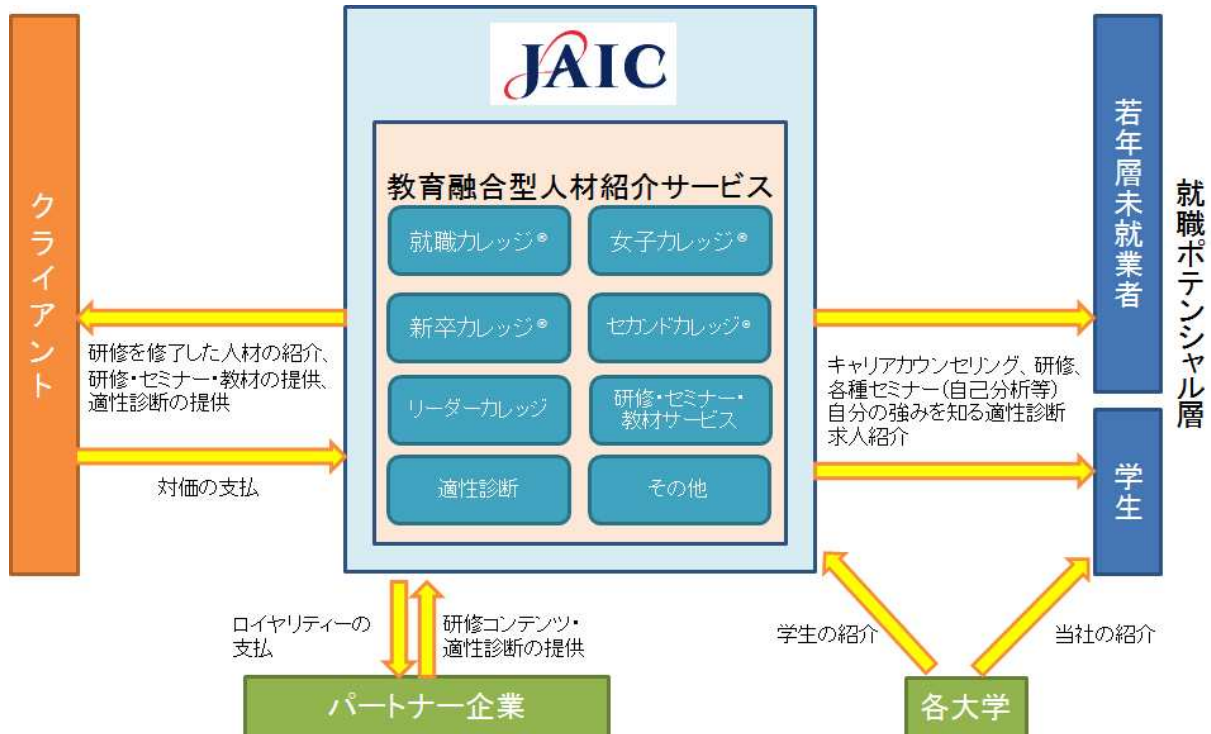 JAIC
教育融合型人材紹介サービス
就職カレッジ®
女子カレッジ®
新卒カレッジ®
セカンドカレッジ®
リーダーカレッジ
研修・セミナー・
教材サービス
適性診断
その他
クライアント
研修を修了した人材の紹介、
研修・セミナー・教材の提供、
適性診断の提供
対価の支払
若年層未就業者
就職ポテンシャル層
キャリアカウンセリング、研修、
各種セミナー(自己分析等)
自分の強みを知る適性診断
求人紹介
学生
ロイヤリティーの
支払
研修コンテンツ・
適性診断の提供
学生の紹介
当社の紹介
パートナー企業
各大学